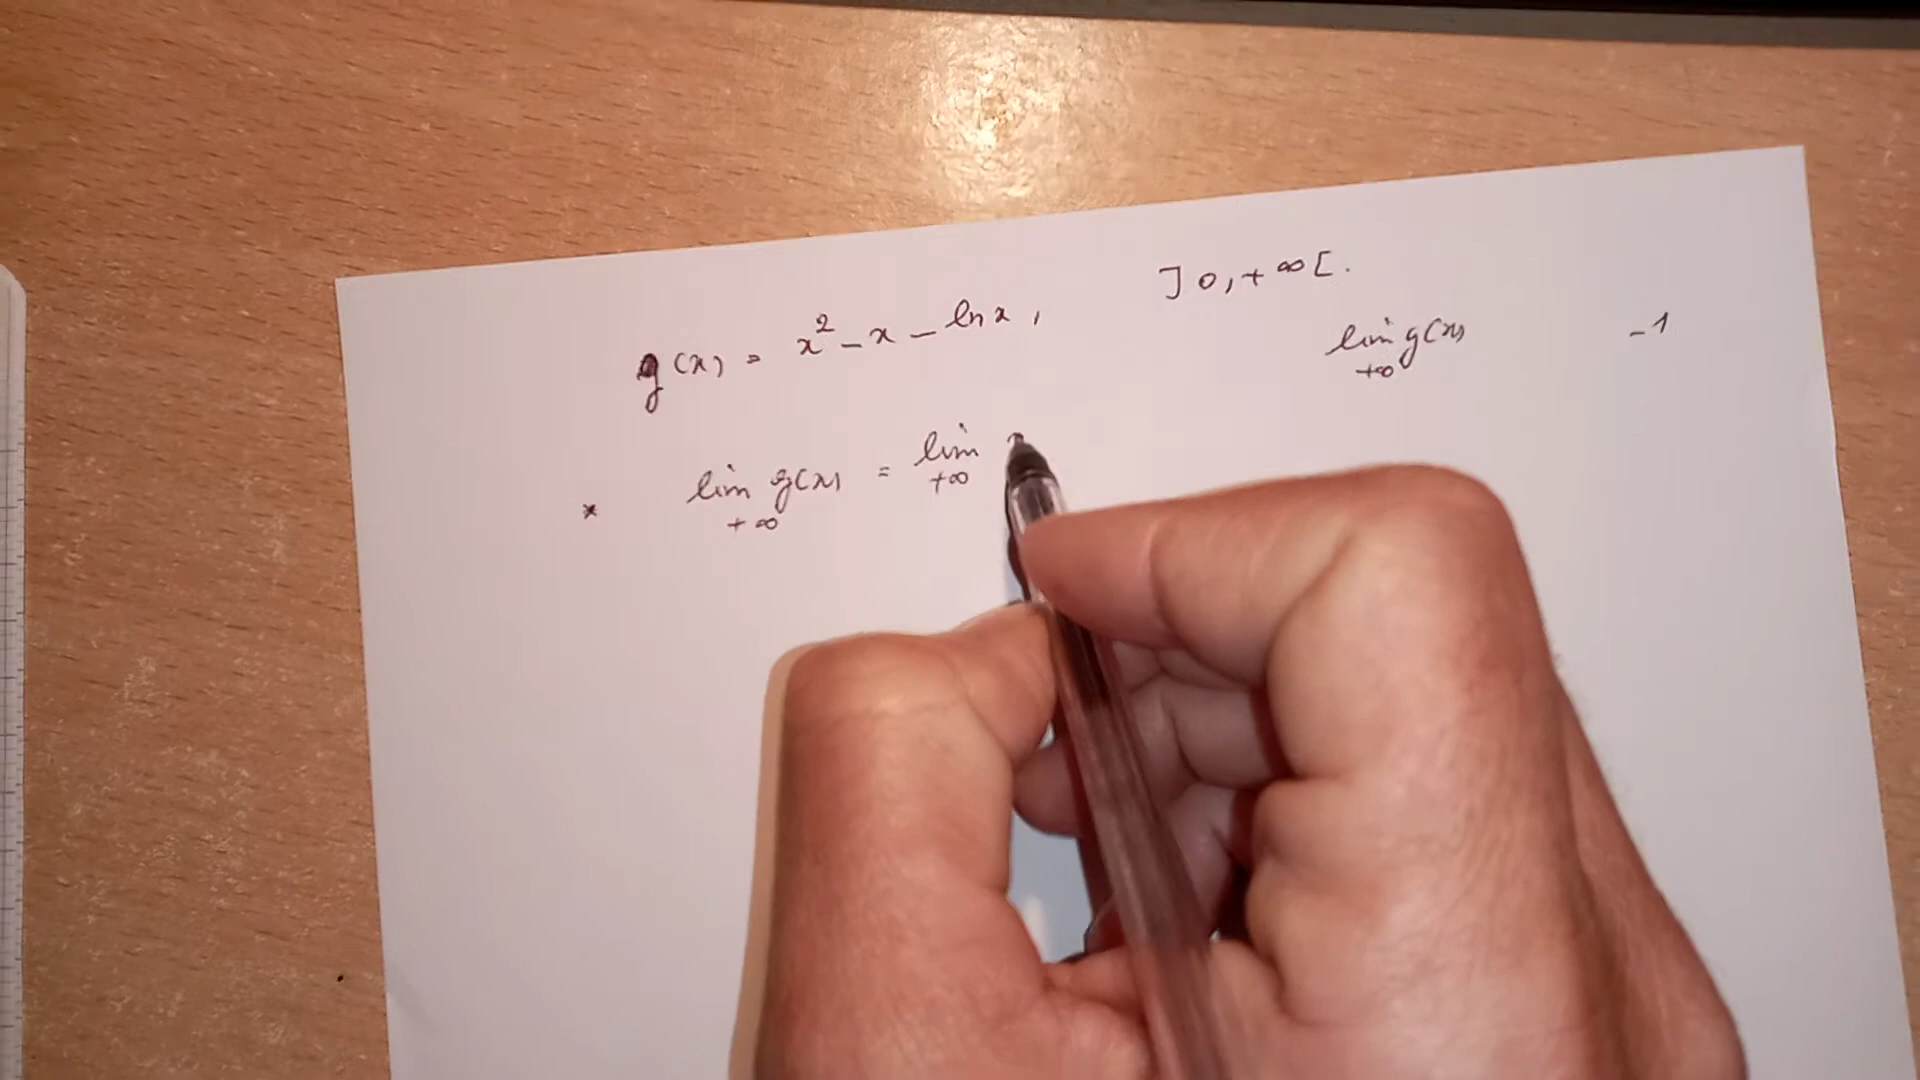 g(x) = x² - x - ln x , ]0, +∞[.
lim g(x) -1
+∞
* lim g(x) = lim
+∞ +∞